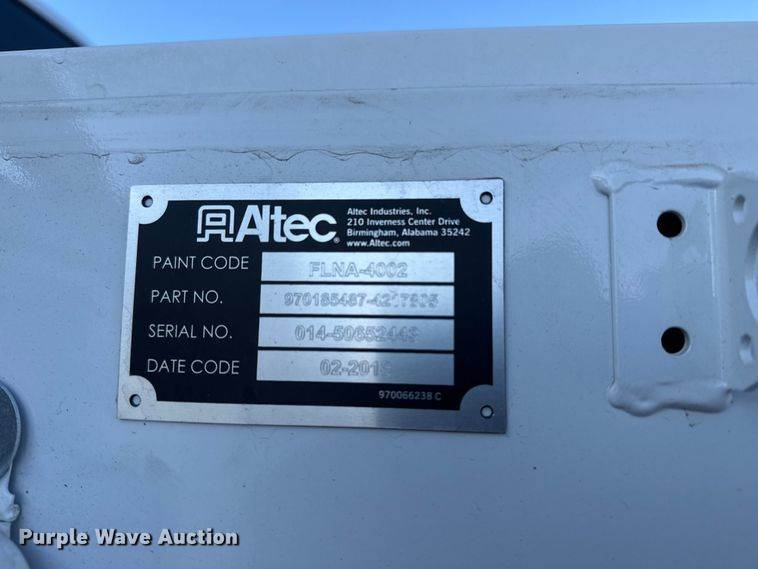 Altec
Altec Industries, Inc.
210 Inverness Center Drive
Birmingham, Alabama 35242
www.Altec.com
PAINT CODE FLNA-4002
PART NO.
SERIAL NO.
DATE CODE
970066238 C
Purple Wave Auction